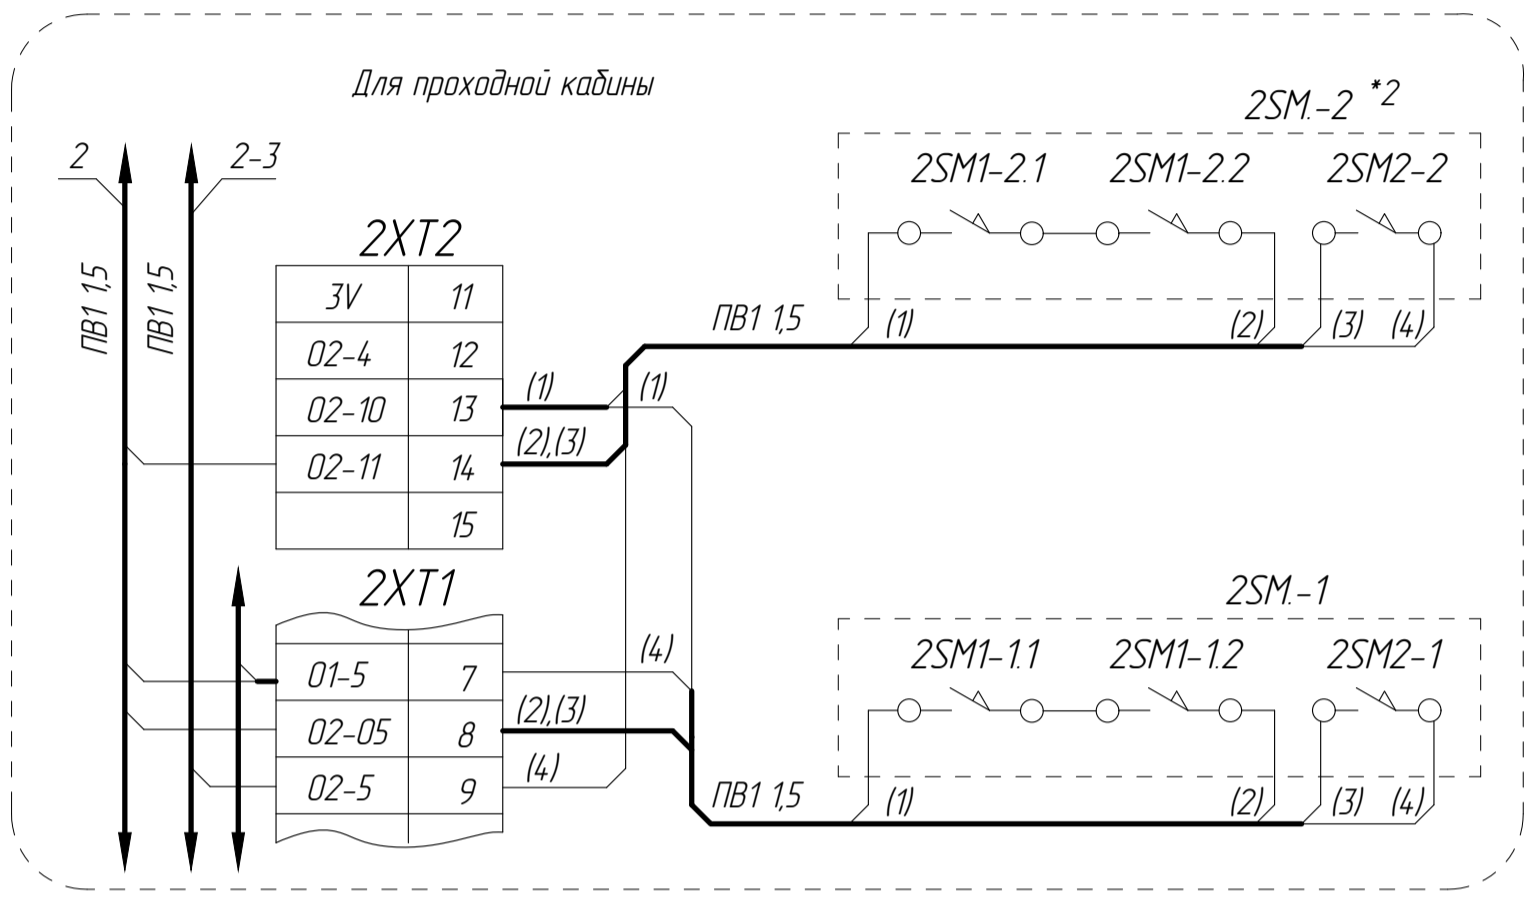 Для проходной кабины
2SM.-2 *2
2 2-3
2SM1-2.1 2SM1-2.2 2SM2-2
2XT2
ПВ1 1,5 ПВ1 1,5
3V 11
02-4 12
02-10 13
02-11 14
15
ПВ1 1,5 (1) (2) (3) (4)
(1) (1)
(2),(3)
2XT1
2SM.-1
01-5 7
02-05 8
02-5 9
(4)
(2),(3)
(4)
2SM1-1.1 2SM1-1.2 2SM2-1
ПВ1 1,5 (1) (2) (3) (4)